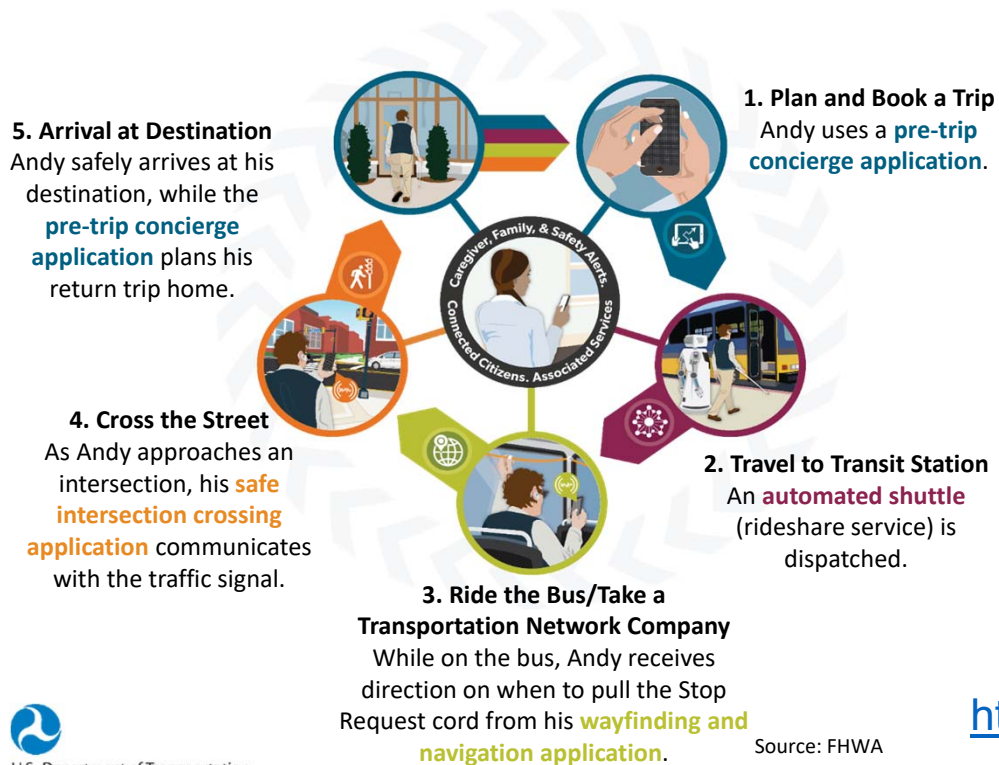 1. Plan and Book a Trip
Andy uses a pre-trip
concierge application.
2. Travel to Transit Station
An automated shuttle
(rideshare service) is
dispatched.
3. Ride the Bus/Take a
Transportation Network Company
While on the bus, Andy receives
direction on when to pull the Stop
Request cord from his wayfinding and
navigation application.
4. Cross the Street
As Andy approaches an
intersection, his safe
intersection crossing
application communicates
with the traffic signal.
5. Arrival at Destination
Andy safely arrives at his
destination, while the
pre-trip concierge
application plans his
return trip home.
Caregiver, Family, & Safety Alerts.
Connected Citizens. Associated Services
Source: FHWA
ht
U.S. Department of Transportation